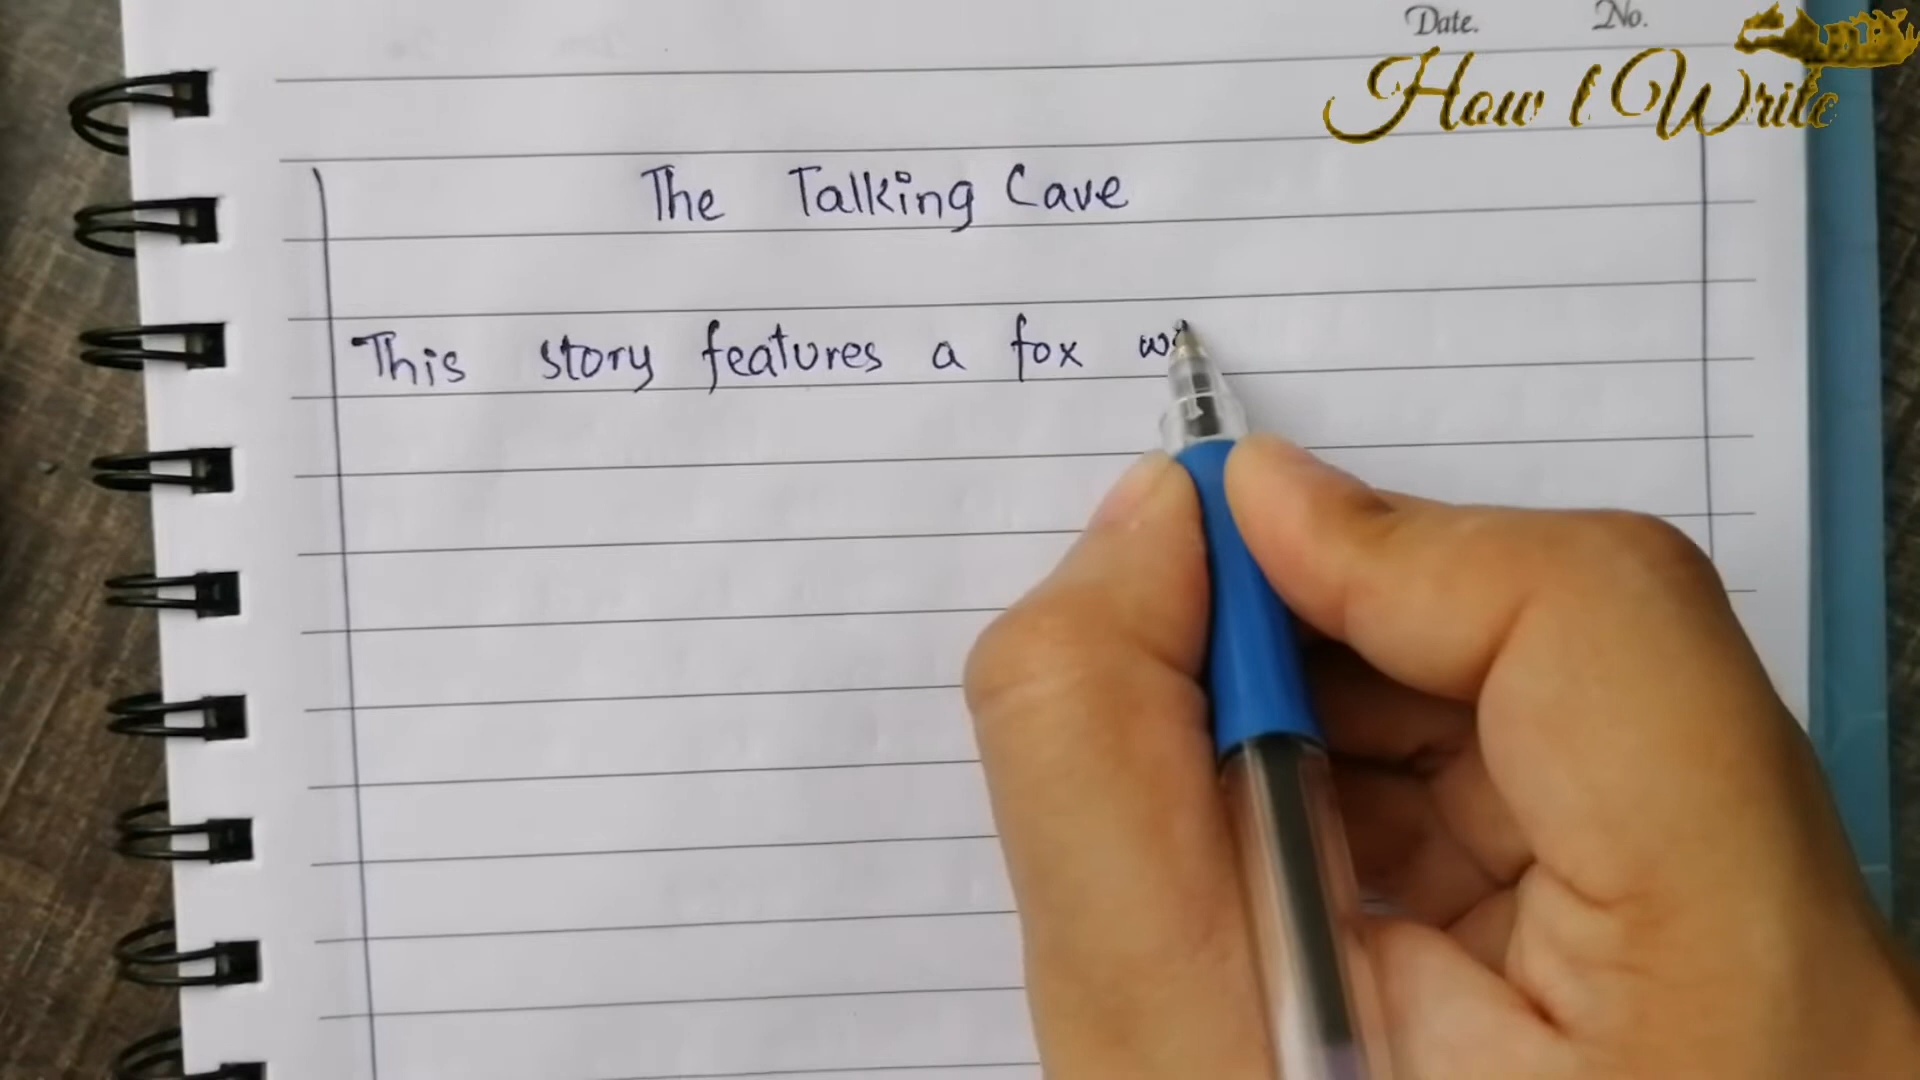 Date. No.
How I Write
The Talking Cave
This story features a fox